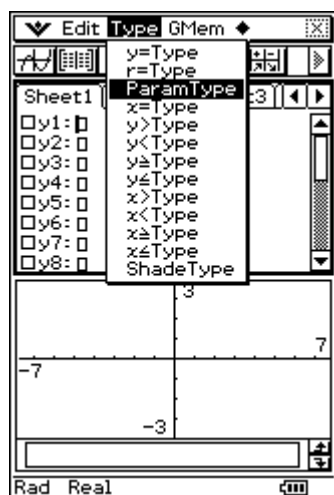 Edit Type GMem
y=Type
r=Type
ParamType
x=Type
y>Type
y<Type
y≥Type
y≤Type
x>Type
x<Type
x≥Type
x≤Type
ShadeType
Sheet1
t3
y1:
y2:
y3:
y4:
y5:
y6:
y7:
y8:
3
7
-7
-3
Rad Real